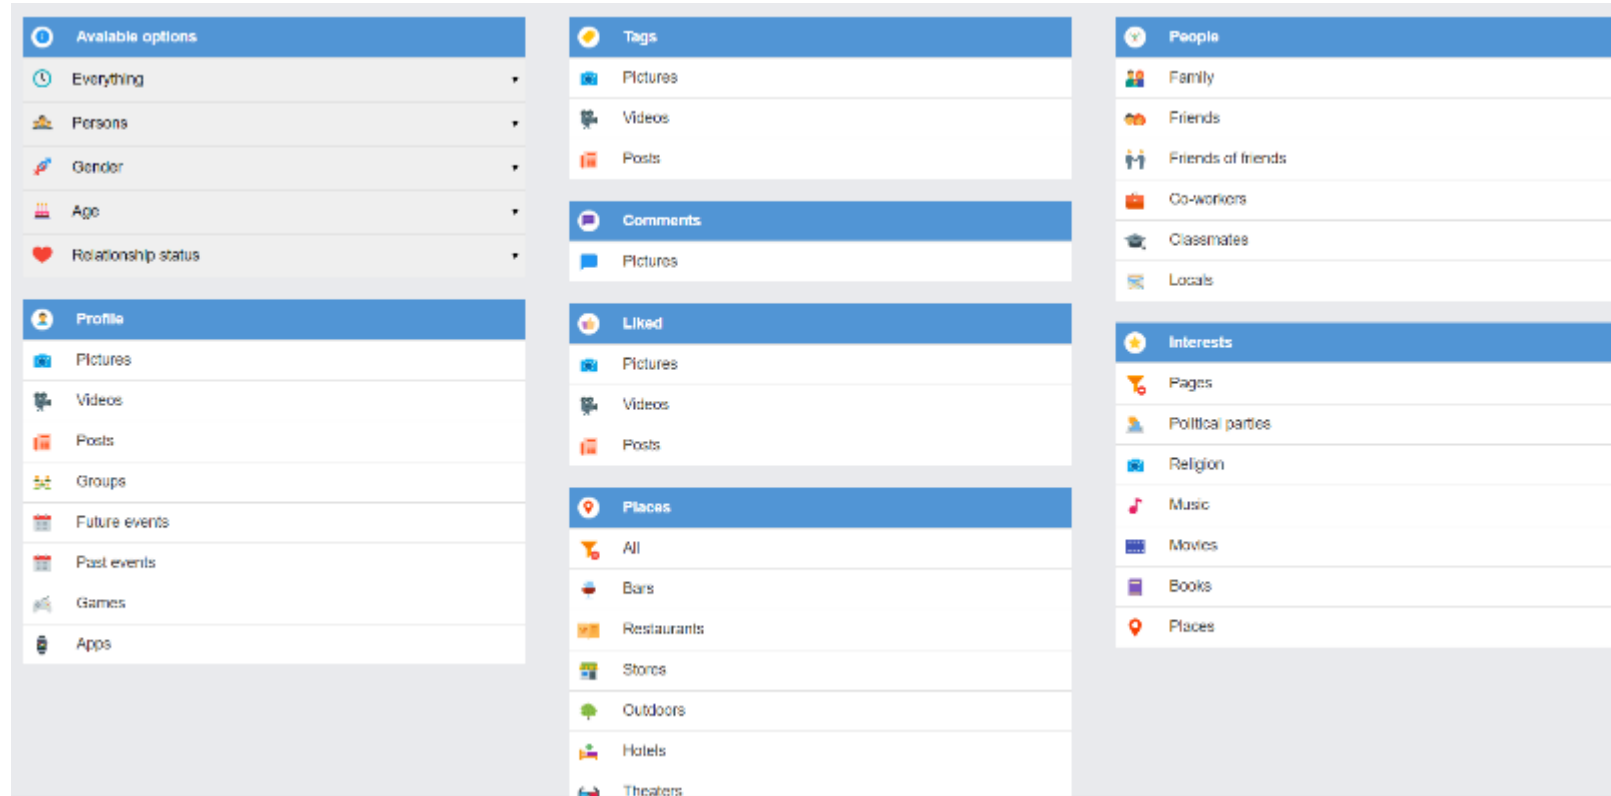 Avalable options
Everything
Persons
Gender
Age
Relationship status
Profile
Pictures
Videos
Posts
Groups
Future events
Past events
Games
Apps
Tags
Pictures
Videos
Posts
Comments
Pictures
Liked
Pictures
Videos
Posts
Places
All
Bars
Restaurants
Stores
Outdoors
Hotels
Theaters
People
Family
Friends
Friends of friends
Co-workers
Classmates
Locals
Interests
Pages
Political parties
Religion
Music
Movies
Books
Places